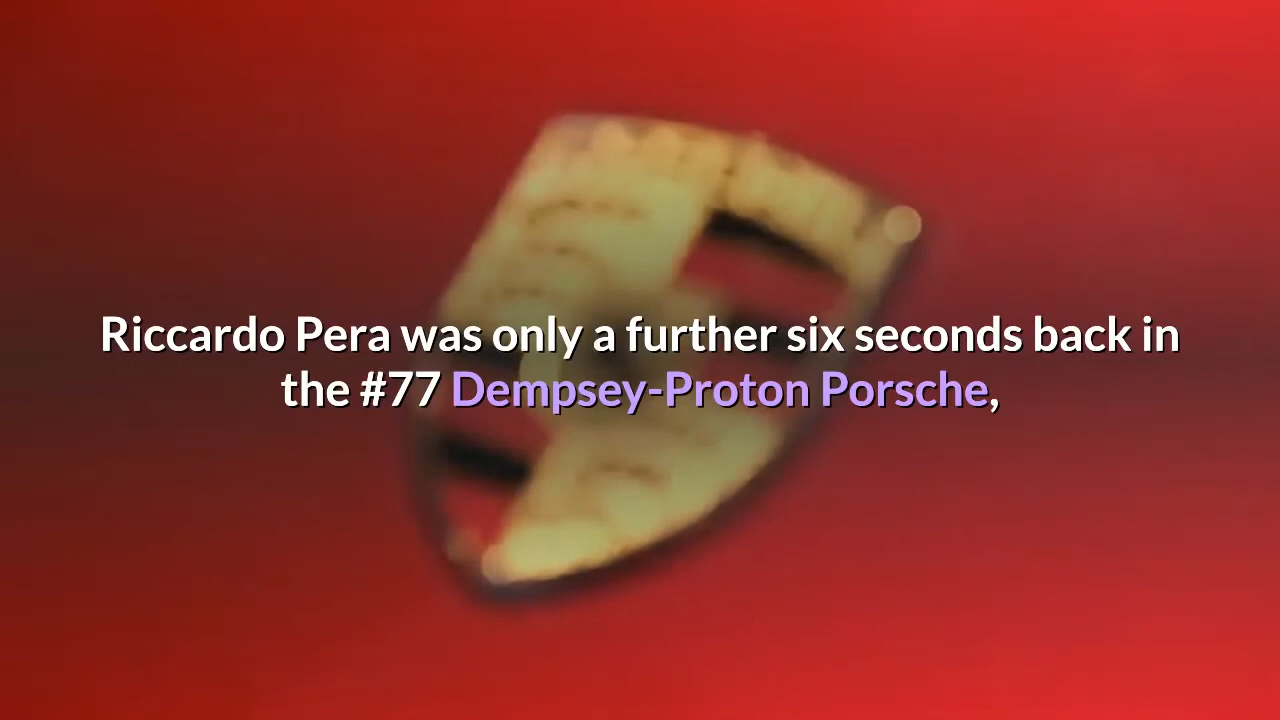 Riccardo Pera was only a further six seconds back in
the #77 Dempsey-Proton Porsche,